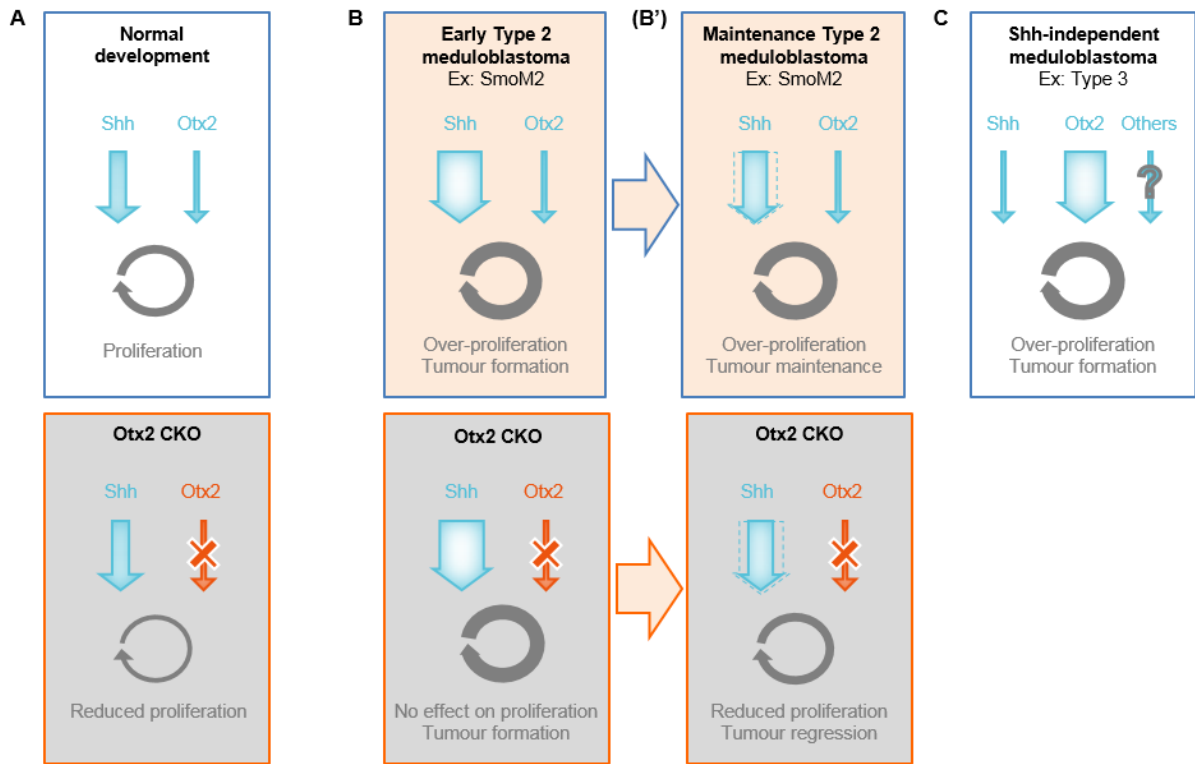 A
Normal
development
Shh
Otx2
Proliferation
B
Early Type 2
meduloblastoma
Ex: SmoM2
Shh
Otx2
Over-proliferation
Tumour formation
(B’)
Maintenance Type 2
meduloblastoma
Ex: SmoM2
Shh
Otx2
Over-proliferation
Tumour maintenance
C
Shh-independent
meduloblastoma
Ex: Type 3
Shh
Otx2
Others
?
Over-proliferation
Tumour formation
Otx2 CKO
Shh
Otx2
Reduced proliferation
Otx2 CKO
Shh
Otx2
No effect on proliferation
Tumour formation
Otx2 CKO
Shh
Otx2
Reduced proliferation
Tumour regression